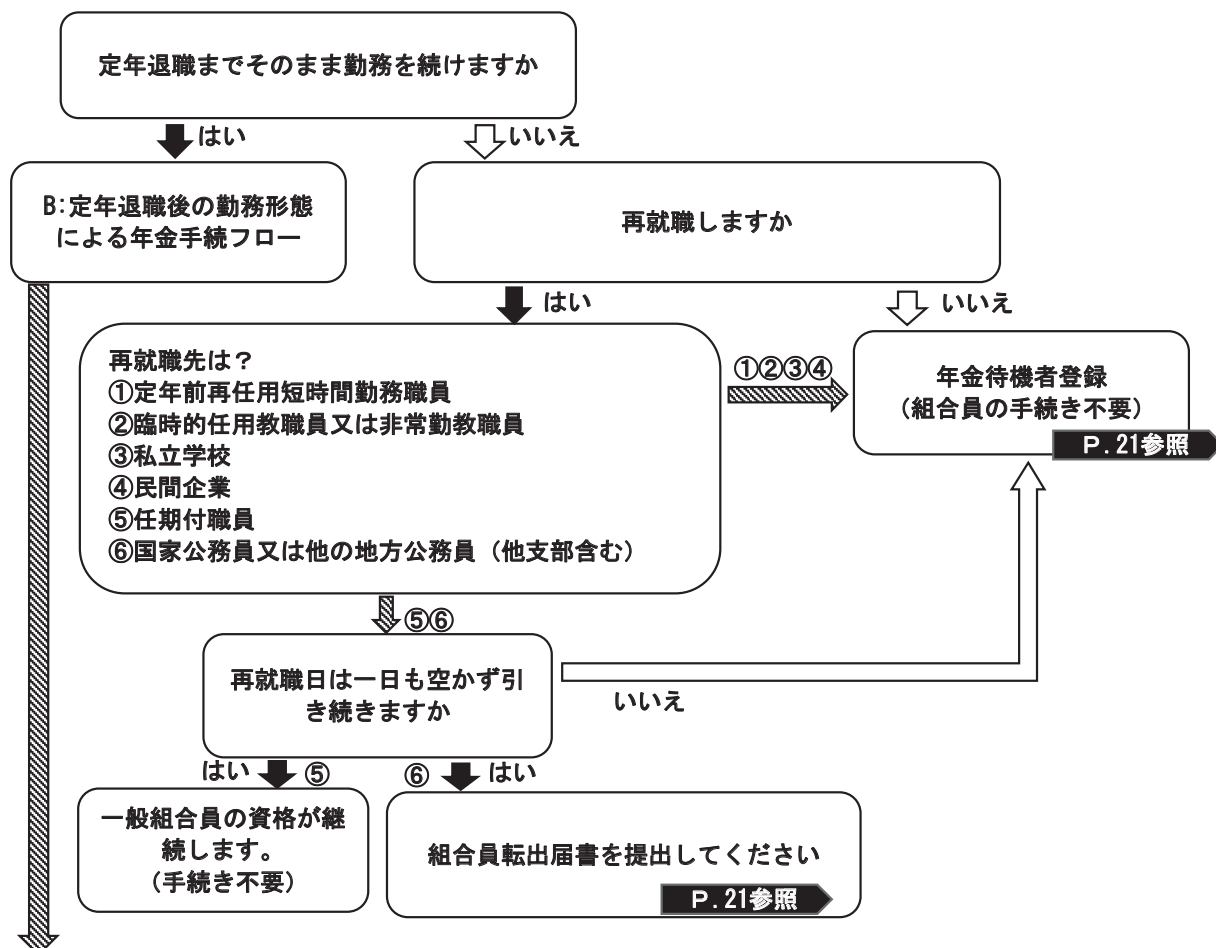 定年退職までそのまま勤務を続けますか
はい
いいえ
B:定年退職後の勤務形態
による年金手続フロー
再就職しますか
はい
いいえ
再就職先は？
①定年前再任用短時間勤務職員
②臨時的任用教職員又は非常勤教職員
③私立学校
④民間企業
⑤任期付職員
⑥国家公務員又は他の地方公務員（他支部含む）
①②③④
年金待機者登録
（組合員の手続き不要）
P.21参照
⑤⑥
再就職日は一日も空かず引
き続きますか
いいえ
はい
⑤
⑥
はい
一般組合員の資格が継
続します。
（手続き不要）
組合員転出届書を提出してください
P.21参照